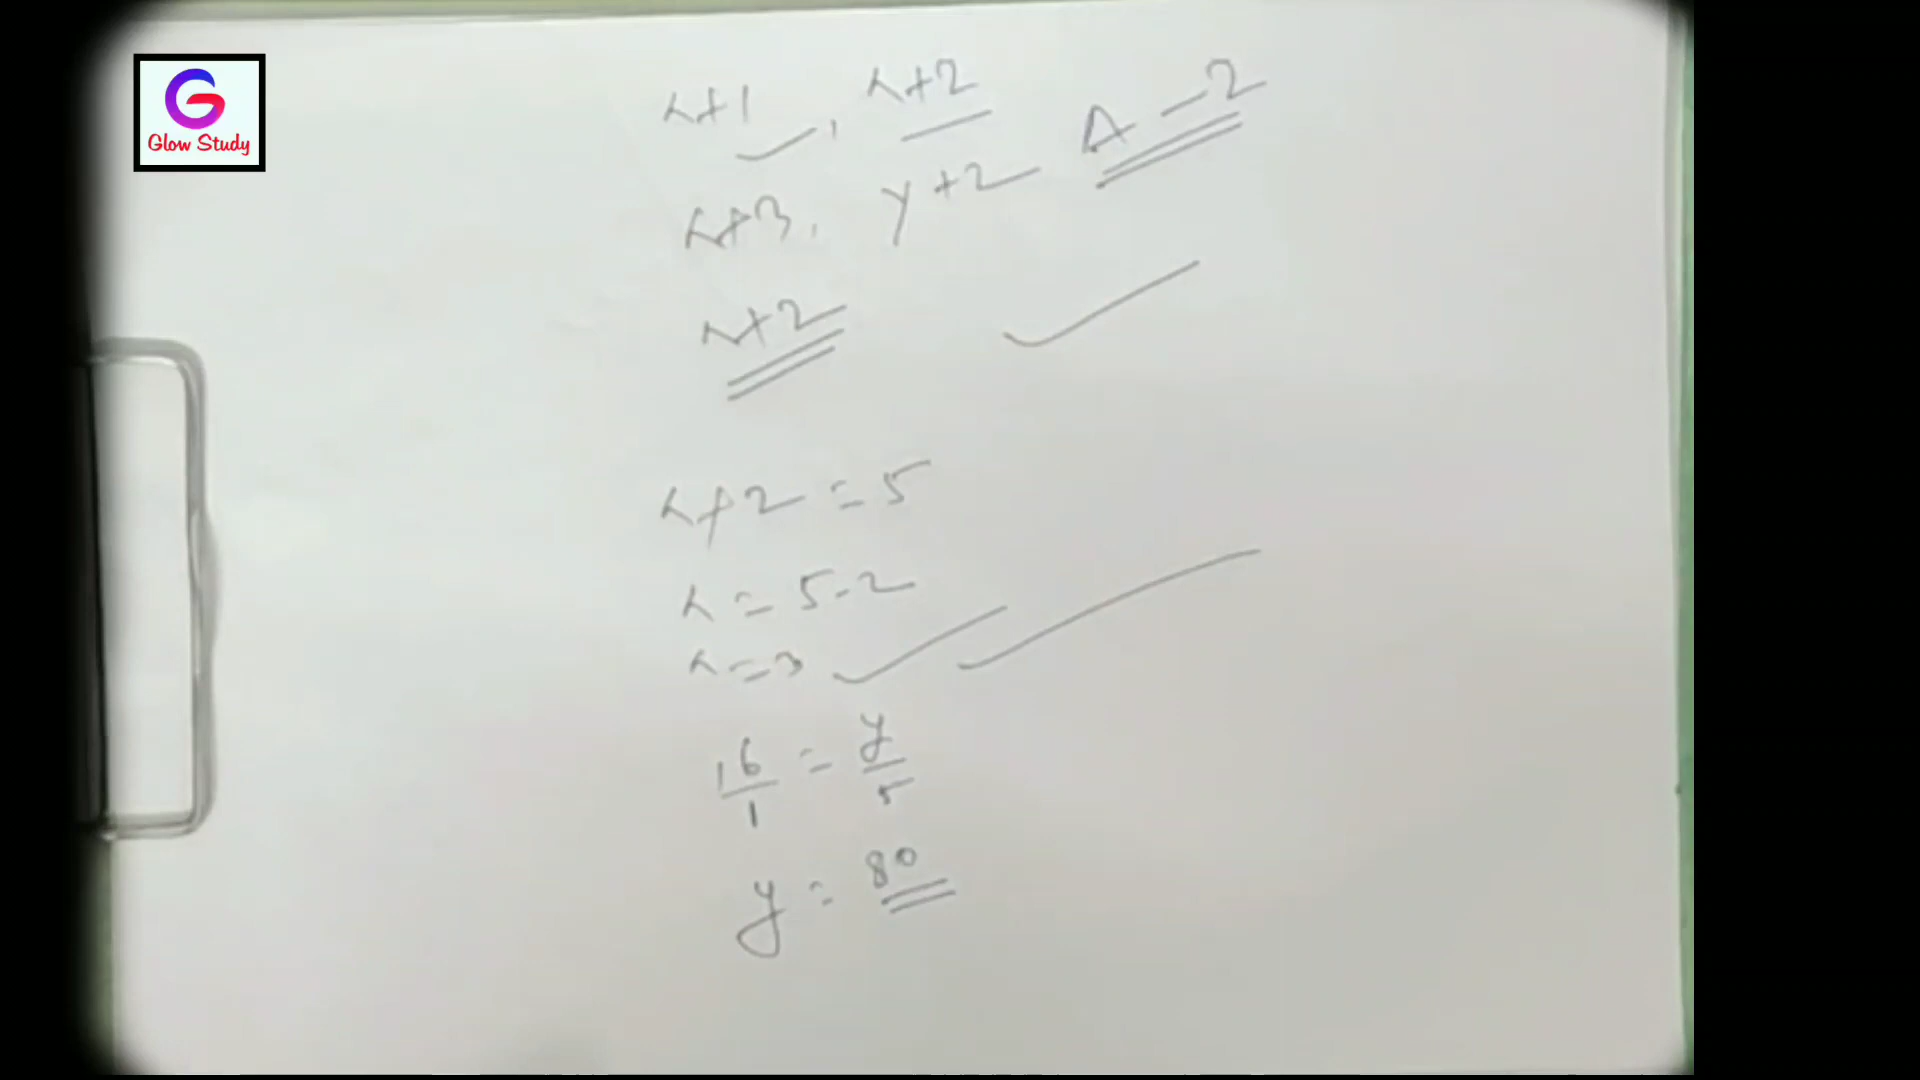 G
Glow Study
x+1, x+2
x+3, y+2 A-2
x+2
x+2=5
x=5-2
x=3
16/1 = y/5
y=80